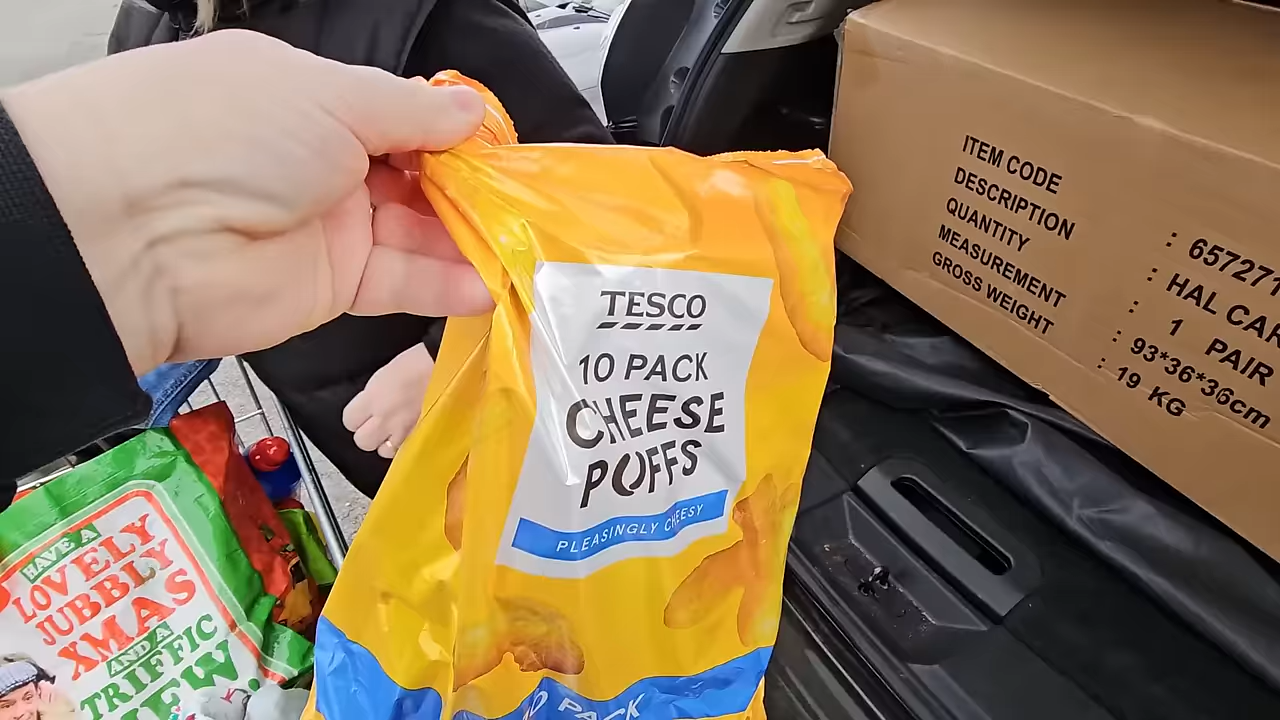 TESCO
10 PACK
CHEESE
PUFFS
PLEASINGLY CHEESY
PACK
ITEM CODE : 657271
DESCRIPTION : HAL CAR
QUANTITY : 1 PAIR
MEASUREMENT : 93*36*36cm
GROSS WEIGHT : 19 KG
HAVE A
LOVELY
JUBBLY
XMAS
AND A
TRIFFIC